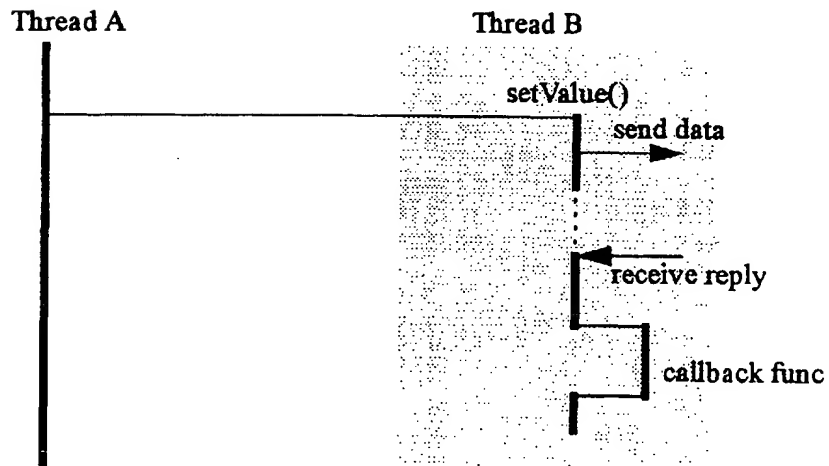 Thread A
Thread B
setValue()
send data
receive reply
callback func